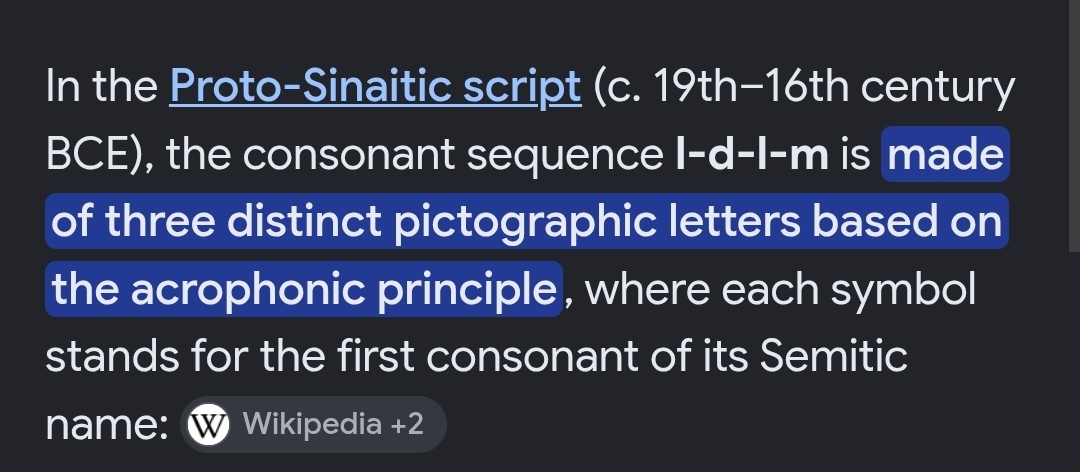 In the Proto-Sinaitic script (c. 19th–16th century
BCE), the consonant sequence l-d-l-m is made
of three distinct pictographic letters based on
the acrophonic principle, where each symbol
stands for the first consonant of its Semitic
name: W Wikipedia +2